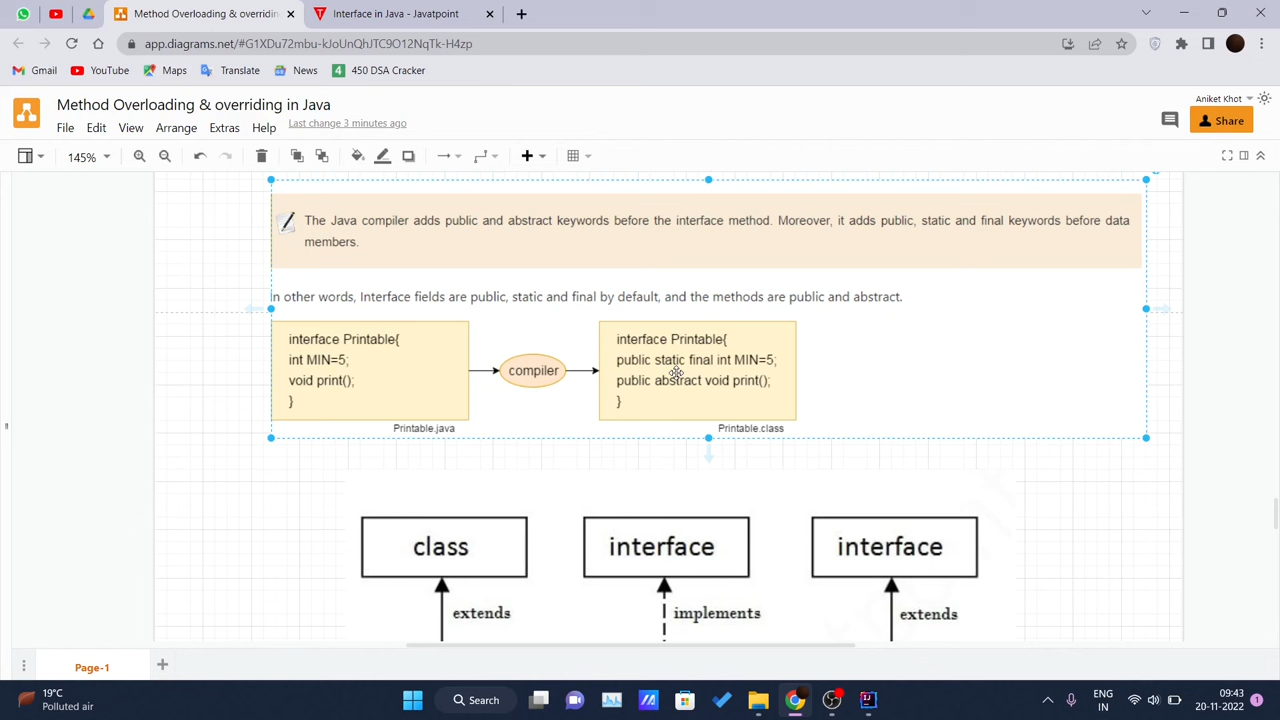 Method Overloading & overridin
Interface in Java - Javatpoint
app.diagrams.net/#G1XDu72mbu-kJoUnQhJTC9O12NqTk-H4zp
Gmail YouTube Maps Translate News 4 450 DSA Cracker
Method Overloading & overriding in Java
Aniket Khot
File Edit View Arrange Extras Help Last change 3 minutes ago
Share
145%
The Java compiler adds public and abstract keywords before the interface method. Moreover, it adds public, static and final keywords before data
members.
In other words, Interface fields are public, static and final by default, and the methods are public and abstract.
interface Printable{
int MIN=5;
void print();
}
Printable.java
compiler
interface Printable{
public static final int MIN=5;
public abstract void print();
}
Printable.class
class interface interface
extends implements extends
Page-1
19°C
Polluted air
Search
ENG
IN
09:43
20-11-2022
1